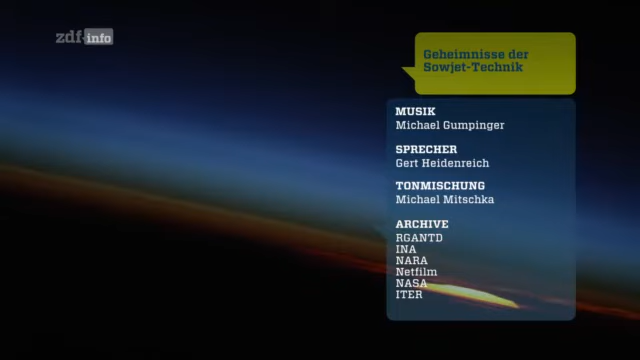 zdf info
Geheimnisse der
Sowjet-Technik
MUSIK
Michael Gumpinger
SPRECHER
Gert Heidenreich
TONMISCHUNG
Michael Mitschka
ARCHIVE
RGANTD
INA
NARA
Netfilm
NASA
ITER